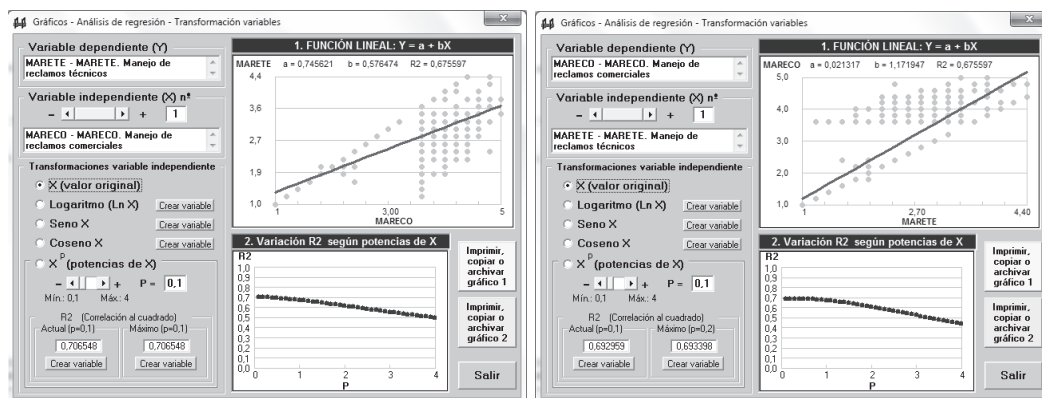 Gráficos - Análisis de regresión - Transformación variables
Variable dependiente (Y)
MARETE - MARETE. Manejo de
reclamos técnicos
Variable independiente (X) nº
- + 1
MARECO - MARECO. Manejo de
reclamos comerciales
Transformaciones variable independiente
X (valor original)
Logaritmo (Ln X) Crear variable
Seno X Crear variable
Coseno X Crear variable
X p (potencias de X)
- + P = 0,1
Mín.: 0,1 Máx.: 4
R2 (Correlación al cuadrado)
Actual (p=0,1) Máximo (p=0,1)
0,706548 0,706548
Crear variable Crear variable
1. FUNCIÓN LINEAL: Y = a + bX
MARETE a = 0,745621 b = 0,576474 R2 = 0,675597
4,4
3,6
2,7
1,9
1,0
1 3,00 5
MARECO
2. Variación R2 según potencias de X
R2
1,0
0,9
0,8
0,7
0,6
0,5
0,4
0,3
0,2
0,1
0,0
0 1 2 3 4
P
Imprimir,
copiar o
archivar
gráfico 1
Imprimir,
copiar o
archivar
gráfico 2
Salir
Gráficos - Análisis de regresión - Transformación variables
Variable dependiente (Y)
MARECO - MARECO. Manejo de
reclamos comerciales
Variable independiente (X) nº
- + 1
MARETE - MARETE. Manejo de
reclamos técnicos
Transformaciones variable independiente
X (valor original)
Logaritmo (Ln X) Crear variable
Seno X Crear variable
Coseno X Crear variable
X p (potencias de X)
- + P = 0,1
Mín.: 0,1 Máx.: 4
R2 (Correlación al cuadrado)
Actual (p=0,1) Máximo (p=0,2)
0,692959 0,693398
Crear variable Crear variable
1. FUNCIÓN LINEAL: Y = a + bX
MARECO a = 0,021317 b = 1,171947 R2 = 0,675597
5,0
4,0
3,0
2,0
1,0
1 2,70 4,40
MARETE
2. Variación R2 según potencias de X
R2
1,0
0,9
0,8
0,7
0,6
0,5
0,4
0,3
0,2
0,1
0,0
0 1 2 3 4
P
Imprimir,
copiar o
archivar
gráfico 1
Imprimir,
copiar o
archivar
gráfico 2
Salir